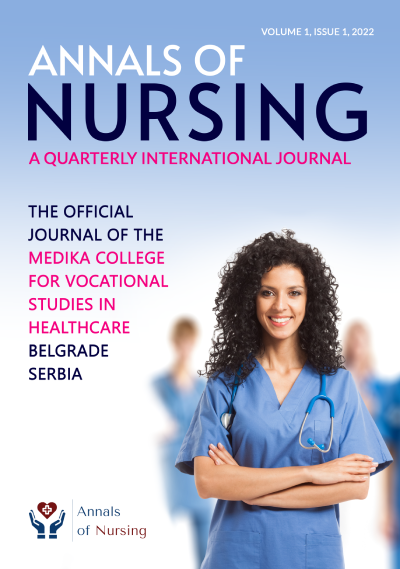 VOLUME 1, ISSUE 1, 2022
ANNALS OF
NURSING
A QUARTERLY INTERNATIONAL JOURNAL
THE OFFICIAL
JOURNAL OF THE
MEDIKA COLLEGE
FOR VOCATIONAL
STUDIES IN
HEALTHCARE
BELGRADE
SERBIA
Annals
of Nursing